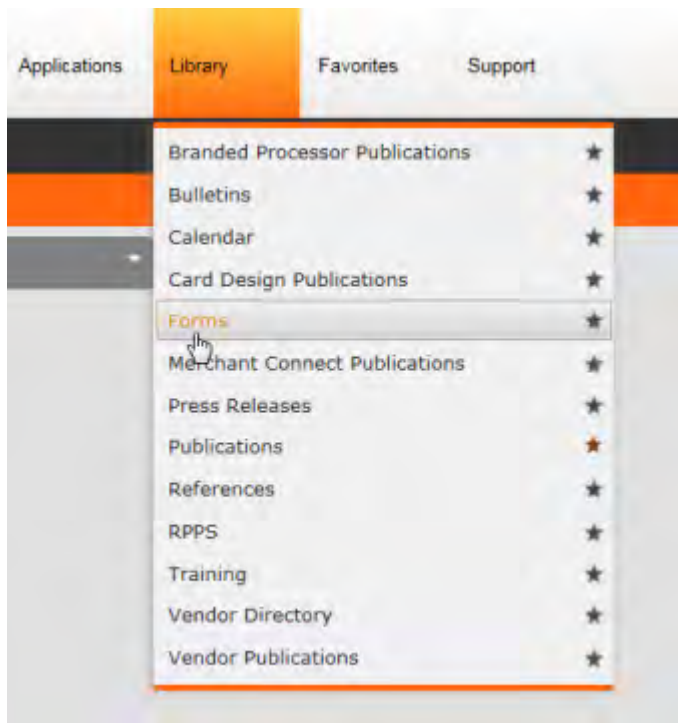 Applications Library Favorites Support
Branded Processor Publications
Bulletins
Calendar
Card Design Publications
Forms
Merchant Connect Publications
Press Releases
Publications
References
RPPS
Training
Vendor Directory
Vendor Publications